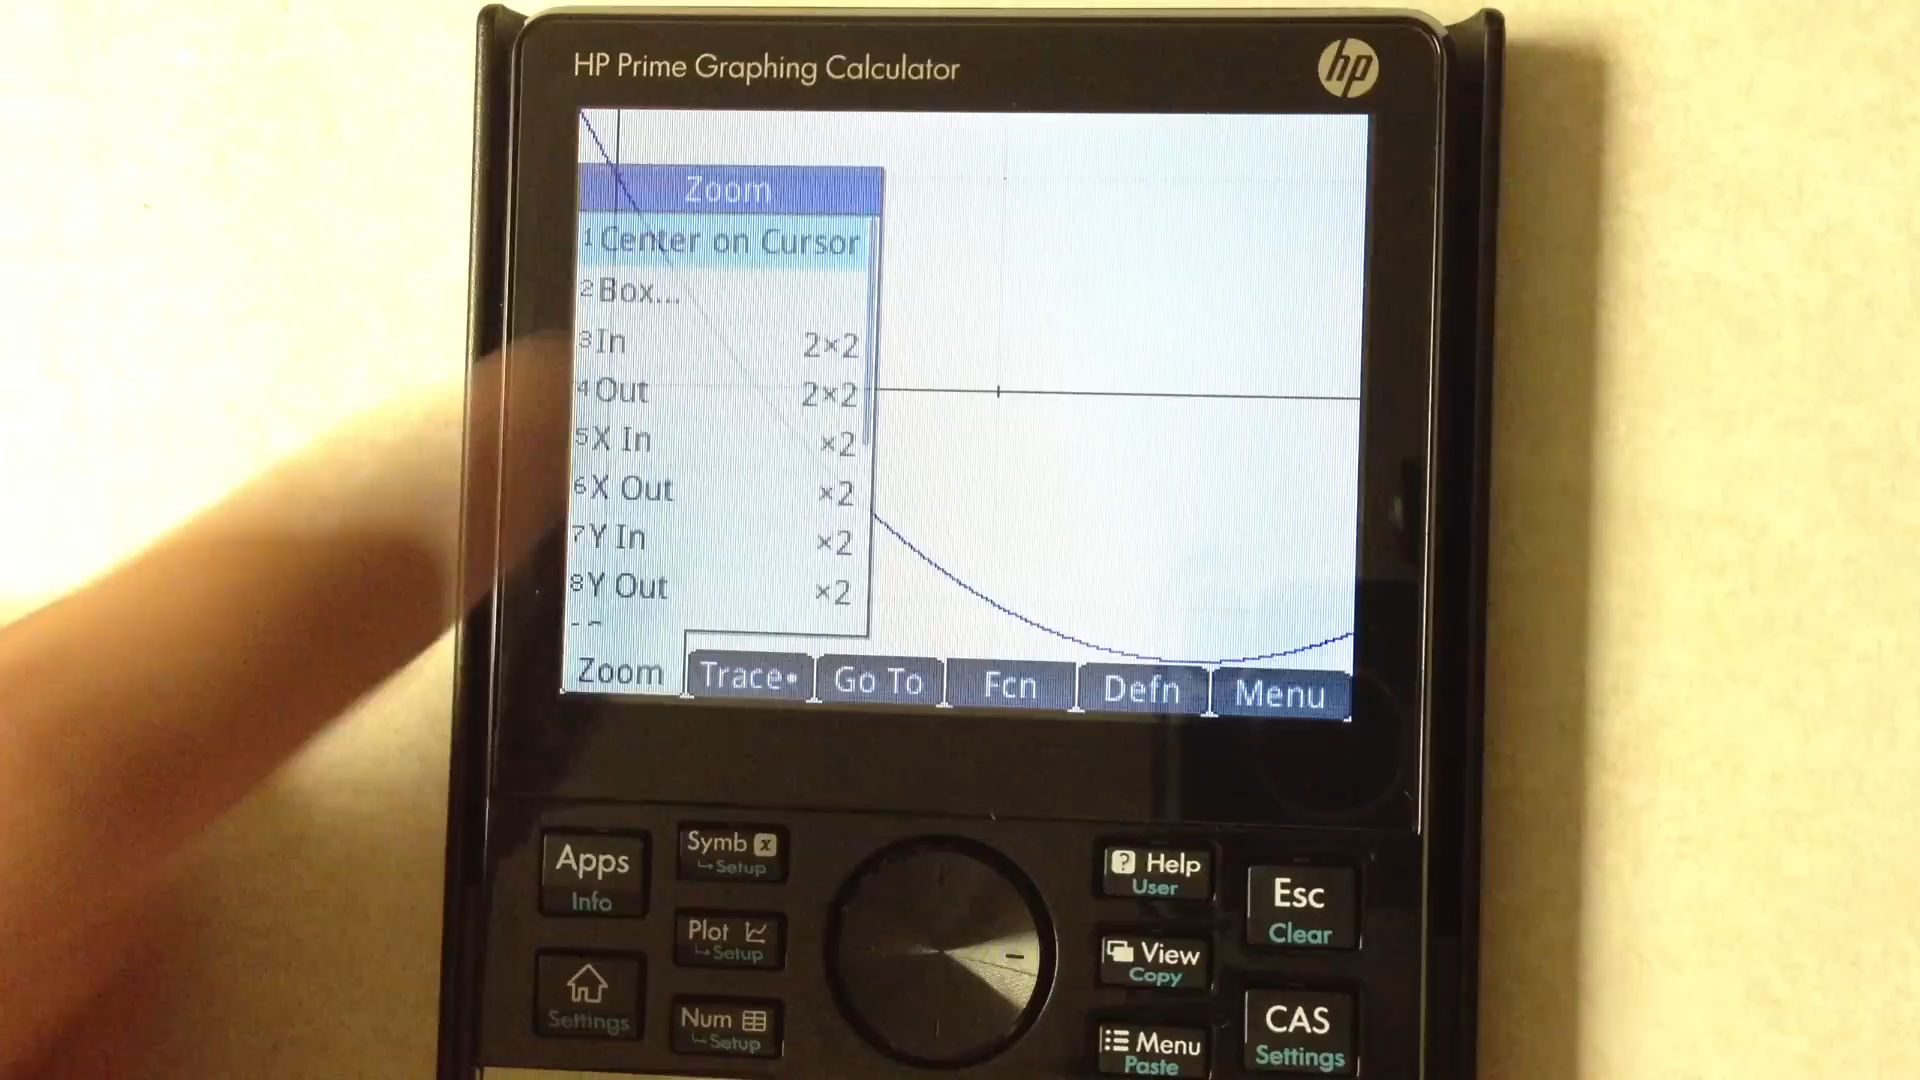 HP Prime Graphing Calculator
hp
Zoom
1 Center on Cursor
2 Box...
3 In 2×2
4 Out 2×2
5 X In ×2
6 X Out ×2
7 Y In ×2
8 Y Out ×2
Zoom Trace• Go To Fcn Defn Menu
Apps
Info
Symb x
Setup
Plot
Setup
Settings
Num
Setup
? Help
User
View
Copy
Menu
Paste
Esc
Clear
CAS
Settings